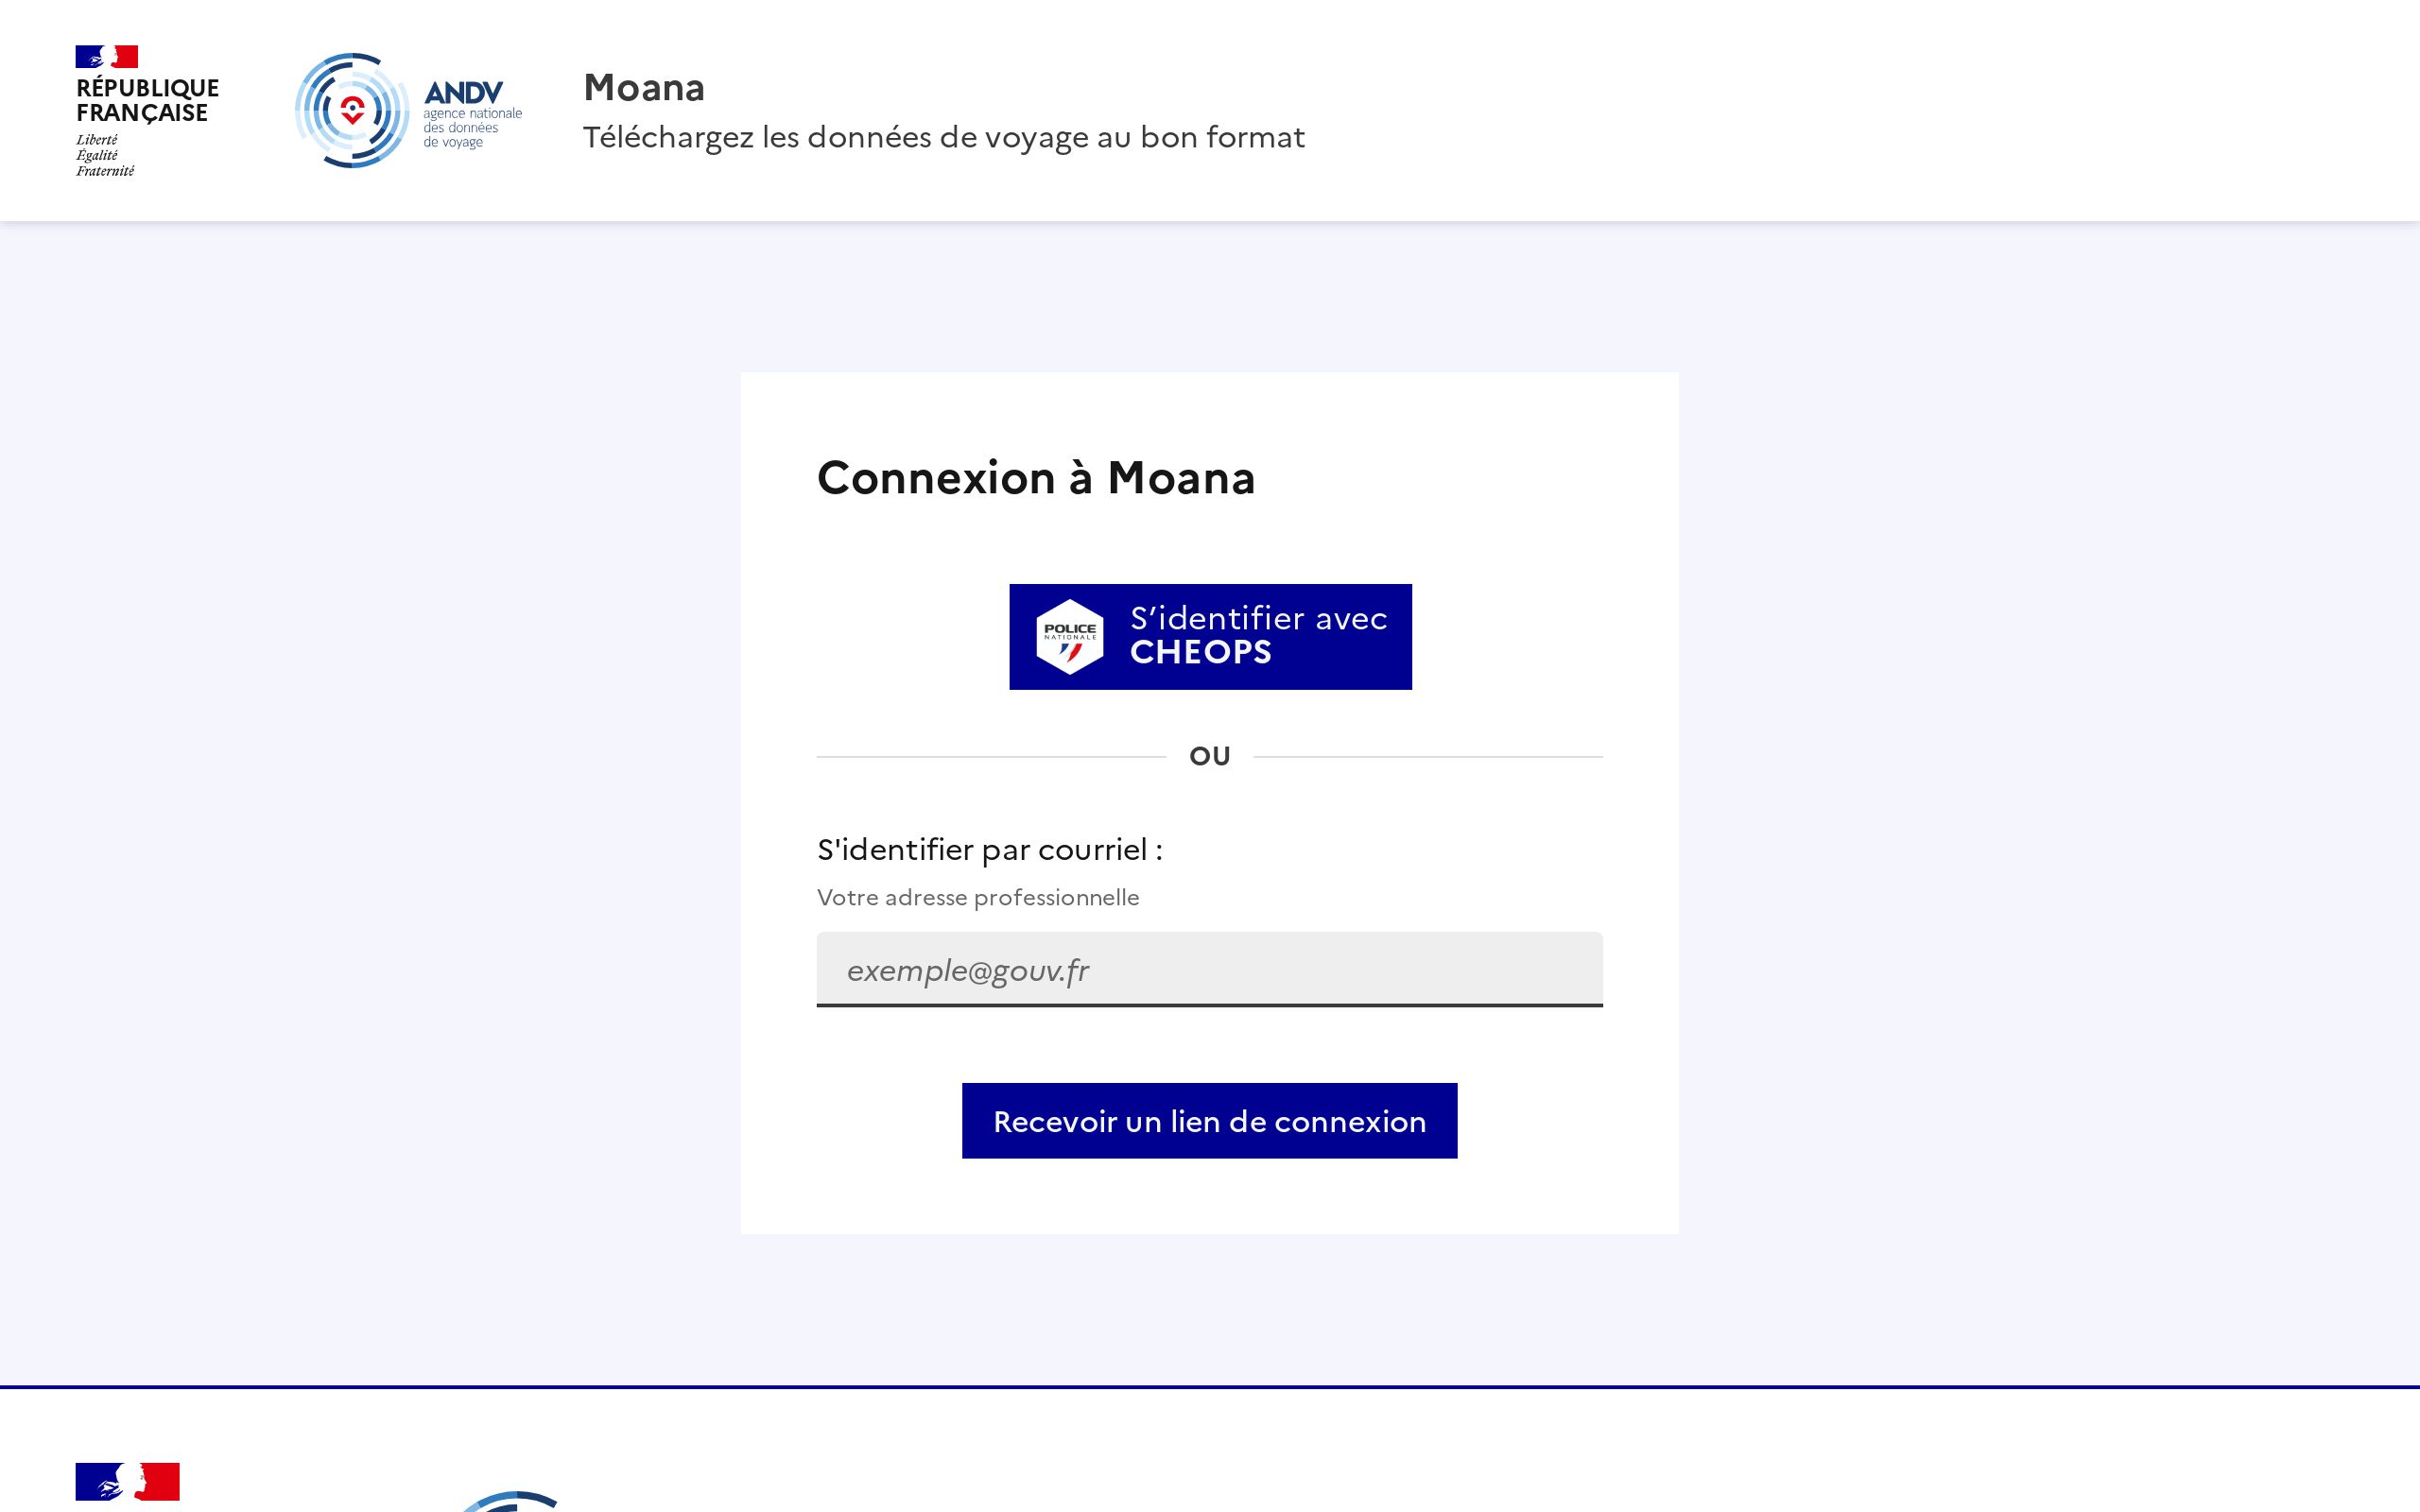 RÉPUBLIQUE
FRANÇAISE
Liberté
Égalité
Fraternité
ANDV
agence nationale
des données
de voyage
Moana
Téléchargez les données de voyage au bon format
Connexion à Moana
POLICE
NATIONALE
S’identifier avec
CHEOPS
OU
S'identifier par courriel :
Votre adresse professionnelle
exemple@gouv.fr
Recevoir un lien de connexion